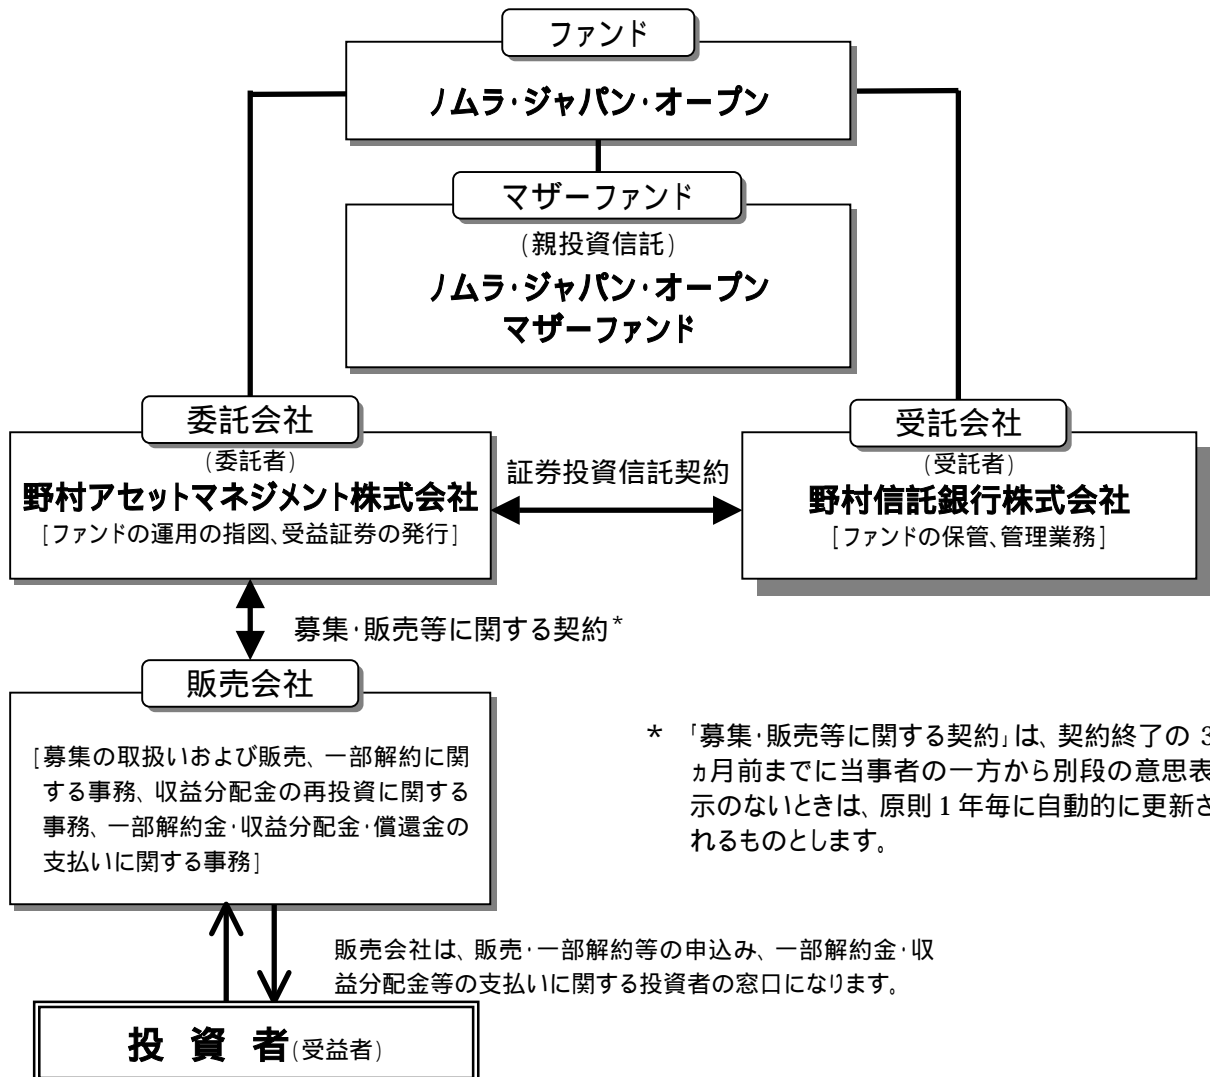 ファンド
ノムラ・ジャパン・オープン
マザーファンド
(親投資信託)
ノムラ・ジャパン・オープン
マザーファンド
委託会社
(委託者)
野村アセットマネジメント株式会社
[ファンドの運用の指図、受益証券の発行]
証券投資信託契約
受託会社
(受託者)
野村信託銀行株式会社
[ファンドの保管、管理業務]
募集・販売等に関する契約*
販売会社
[募集の取扱いおよび販売、一部解約に関
する事務、収益分配金の再投資に関する
事務、一部解約金・収益分配金・償還金の
支払いに関する事務]
* 「募集・販売等に関する契約」は、契約終了の 3
ヵ月前までに当事者の一方から別段の意思表
示のないときは、原則 1 年毎に自動的に更新さ
れるものとします。
販売会社は、販売・一部解約等の申込み、一部解約金・収
益分配金等の支払いに関する投資者の窓口になります。
投 資 者(受益者)